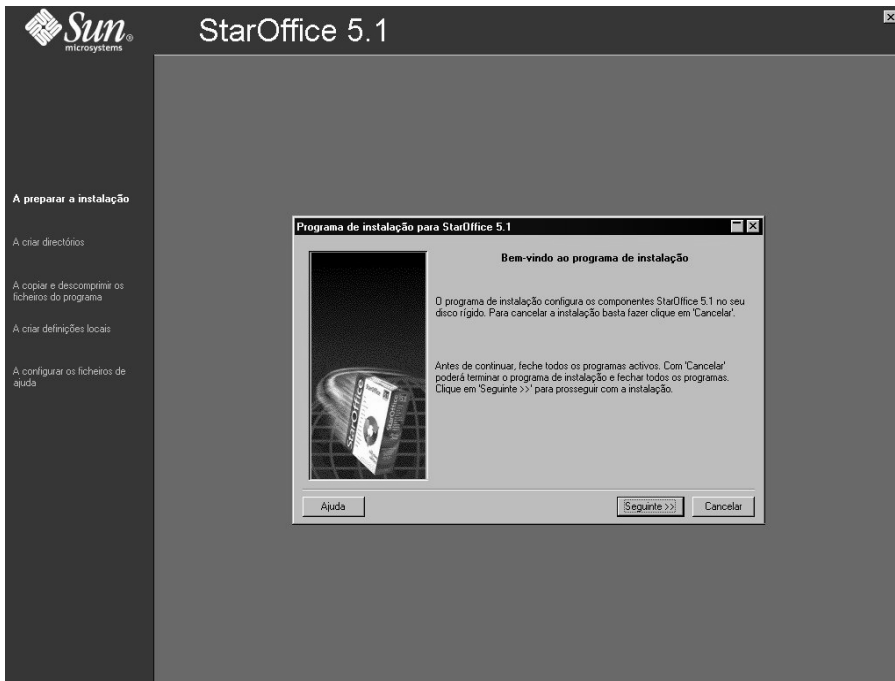 Sun®
microsystems
StarOffice 5.1
A preparar a instalação
A criar directórios
A copiar e descomprimir os
ficheiros do programa
A criar definições locais
A configurar os ficheiros de
ajuda
Programa de instalação para StarOffice 5.1
Bem-vindo ao programa de instalação
O programa de instalação configura os componentes StarOffice 5.1 no seu
disco rígido. Para cancelar a instalação basta fazer clique em 'Cancelar'.
Antes de continuar, feche todos os programas activos. Com 'Cancelar'
poderá terminar o programa de instalação e fechar todos os programas.
Clique em 'Seguinte >>' para prosseguir com a instalação.
StarOffice
StarOffice
StarOffice
Ajuda
Seguinte >>
Cancelar